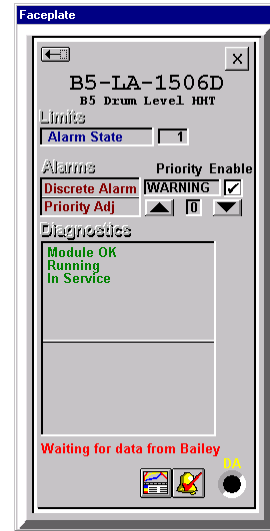 Faceplate
X
B5-LA-1506D
B5 Drum Level HHT
Limits
Alarm State 1
Alarms Priority Enable
Discrete Alarm WARNING
Priority Adj 0
Diagnostics
Module OK
Running
In Service
Waiting for data from Bailey
DA